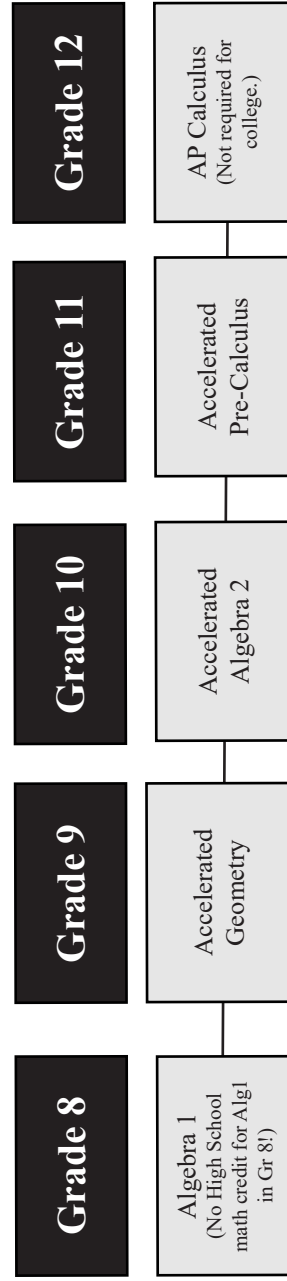 Grade 8
Grade 9
Grade 10
Grade 11
Grade 12
Algebra 1
(No High School
math credit for Alg1
in Gr 8!)
Accelerated
Geometry
Accelerated
Algebra 2
Accelerated
Pre-Calculus
AP Calculus
(Not required for
college.)